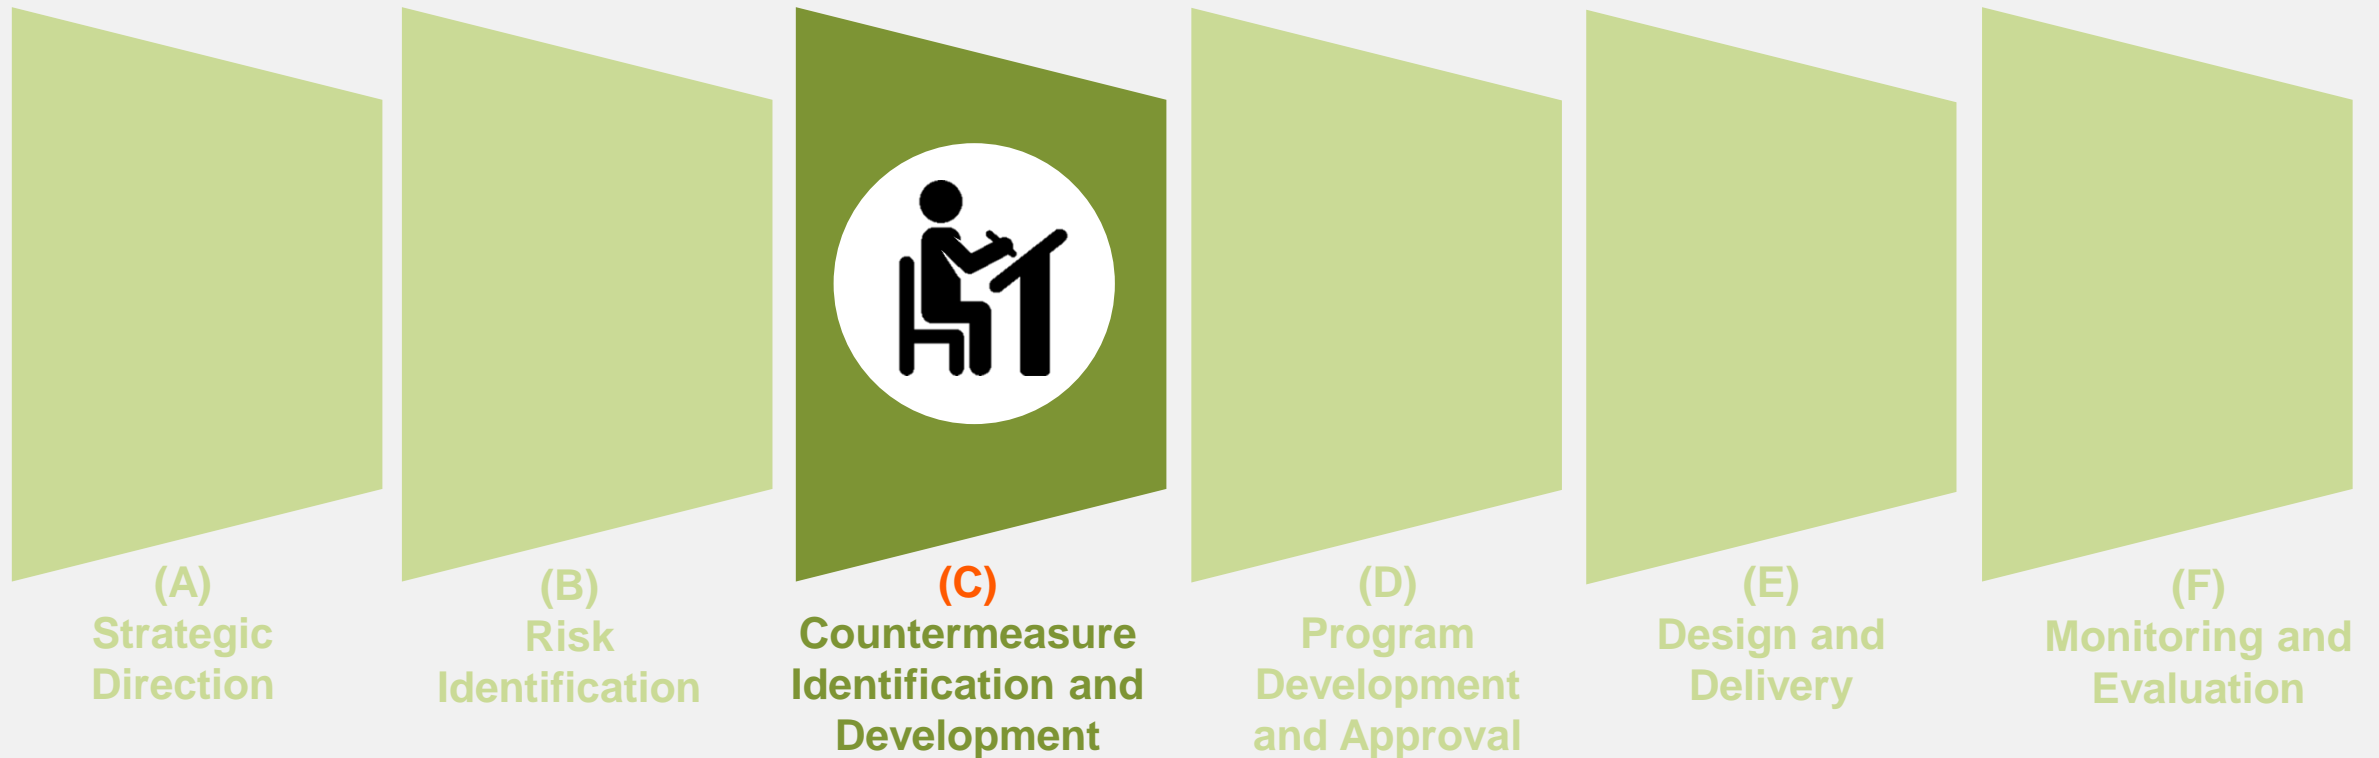 (A)
Strategic
Direction
(B)
Risk
Identification
(C)
Countermeasure
Identification and
Development
(D)
Program
Development
and Approval
(E)
Design and
Delivery
(F)
Monitoring and
Evaluation